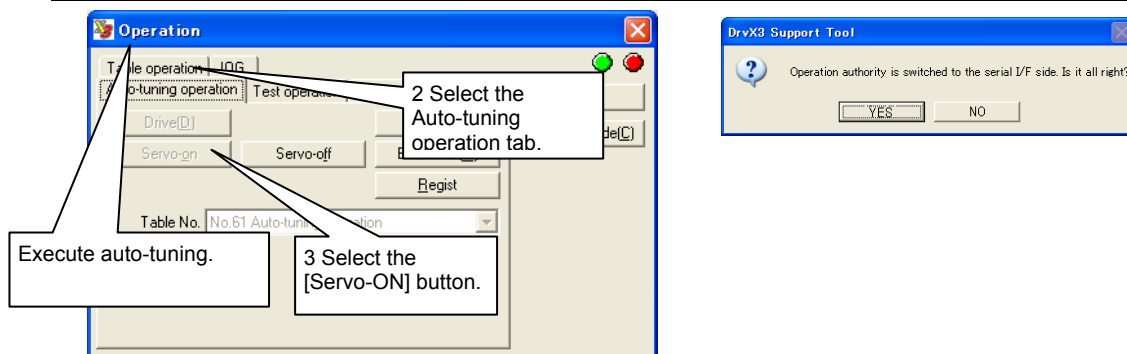 Operation
Table operation
JOG
Auto-tuning operation
Test operation
Drive(D)
Servo-on
Servo-off
Regist
Table No.
No.61 Auto-tuning operation
de(C)
2 Select the
Auto-tuning
operation tab.
Execute auto-tuning.
3 Select the
[Servo-ON] button.
DrvX3 Support Tool
Operation authority is switched to the serial I/F side. Is it all right?
YES
NO